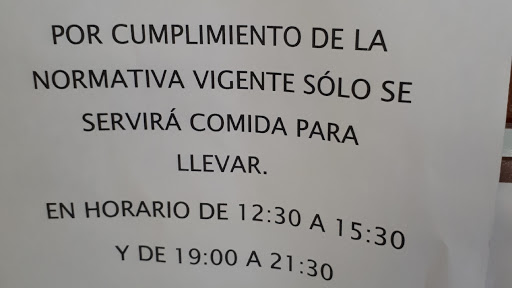 POR CUMPLIMIENTO DE LA
NORMATIVA VIGENTE SÓLO SE
SERVIRÁ COMIDA PARA
LLEVAR.
EN HORARIO DE 12:30 A 15:30
Y DE 19:00 A 21:30